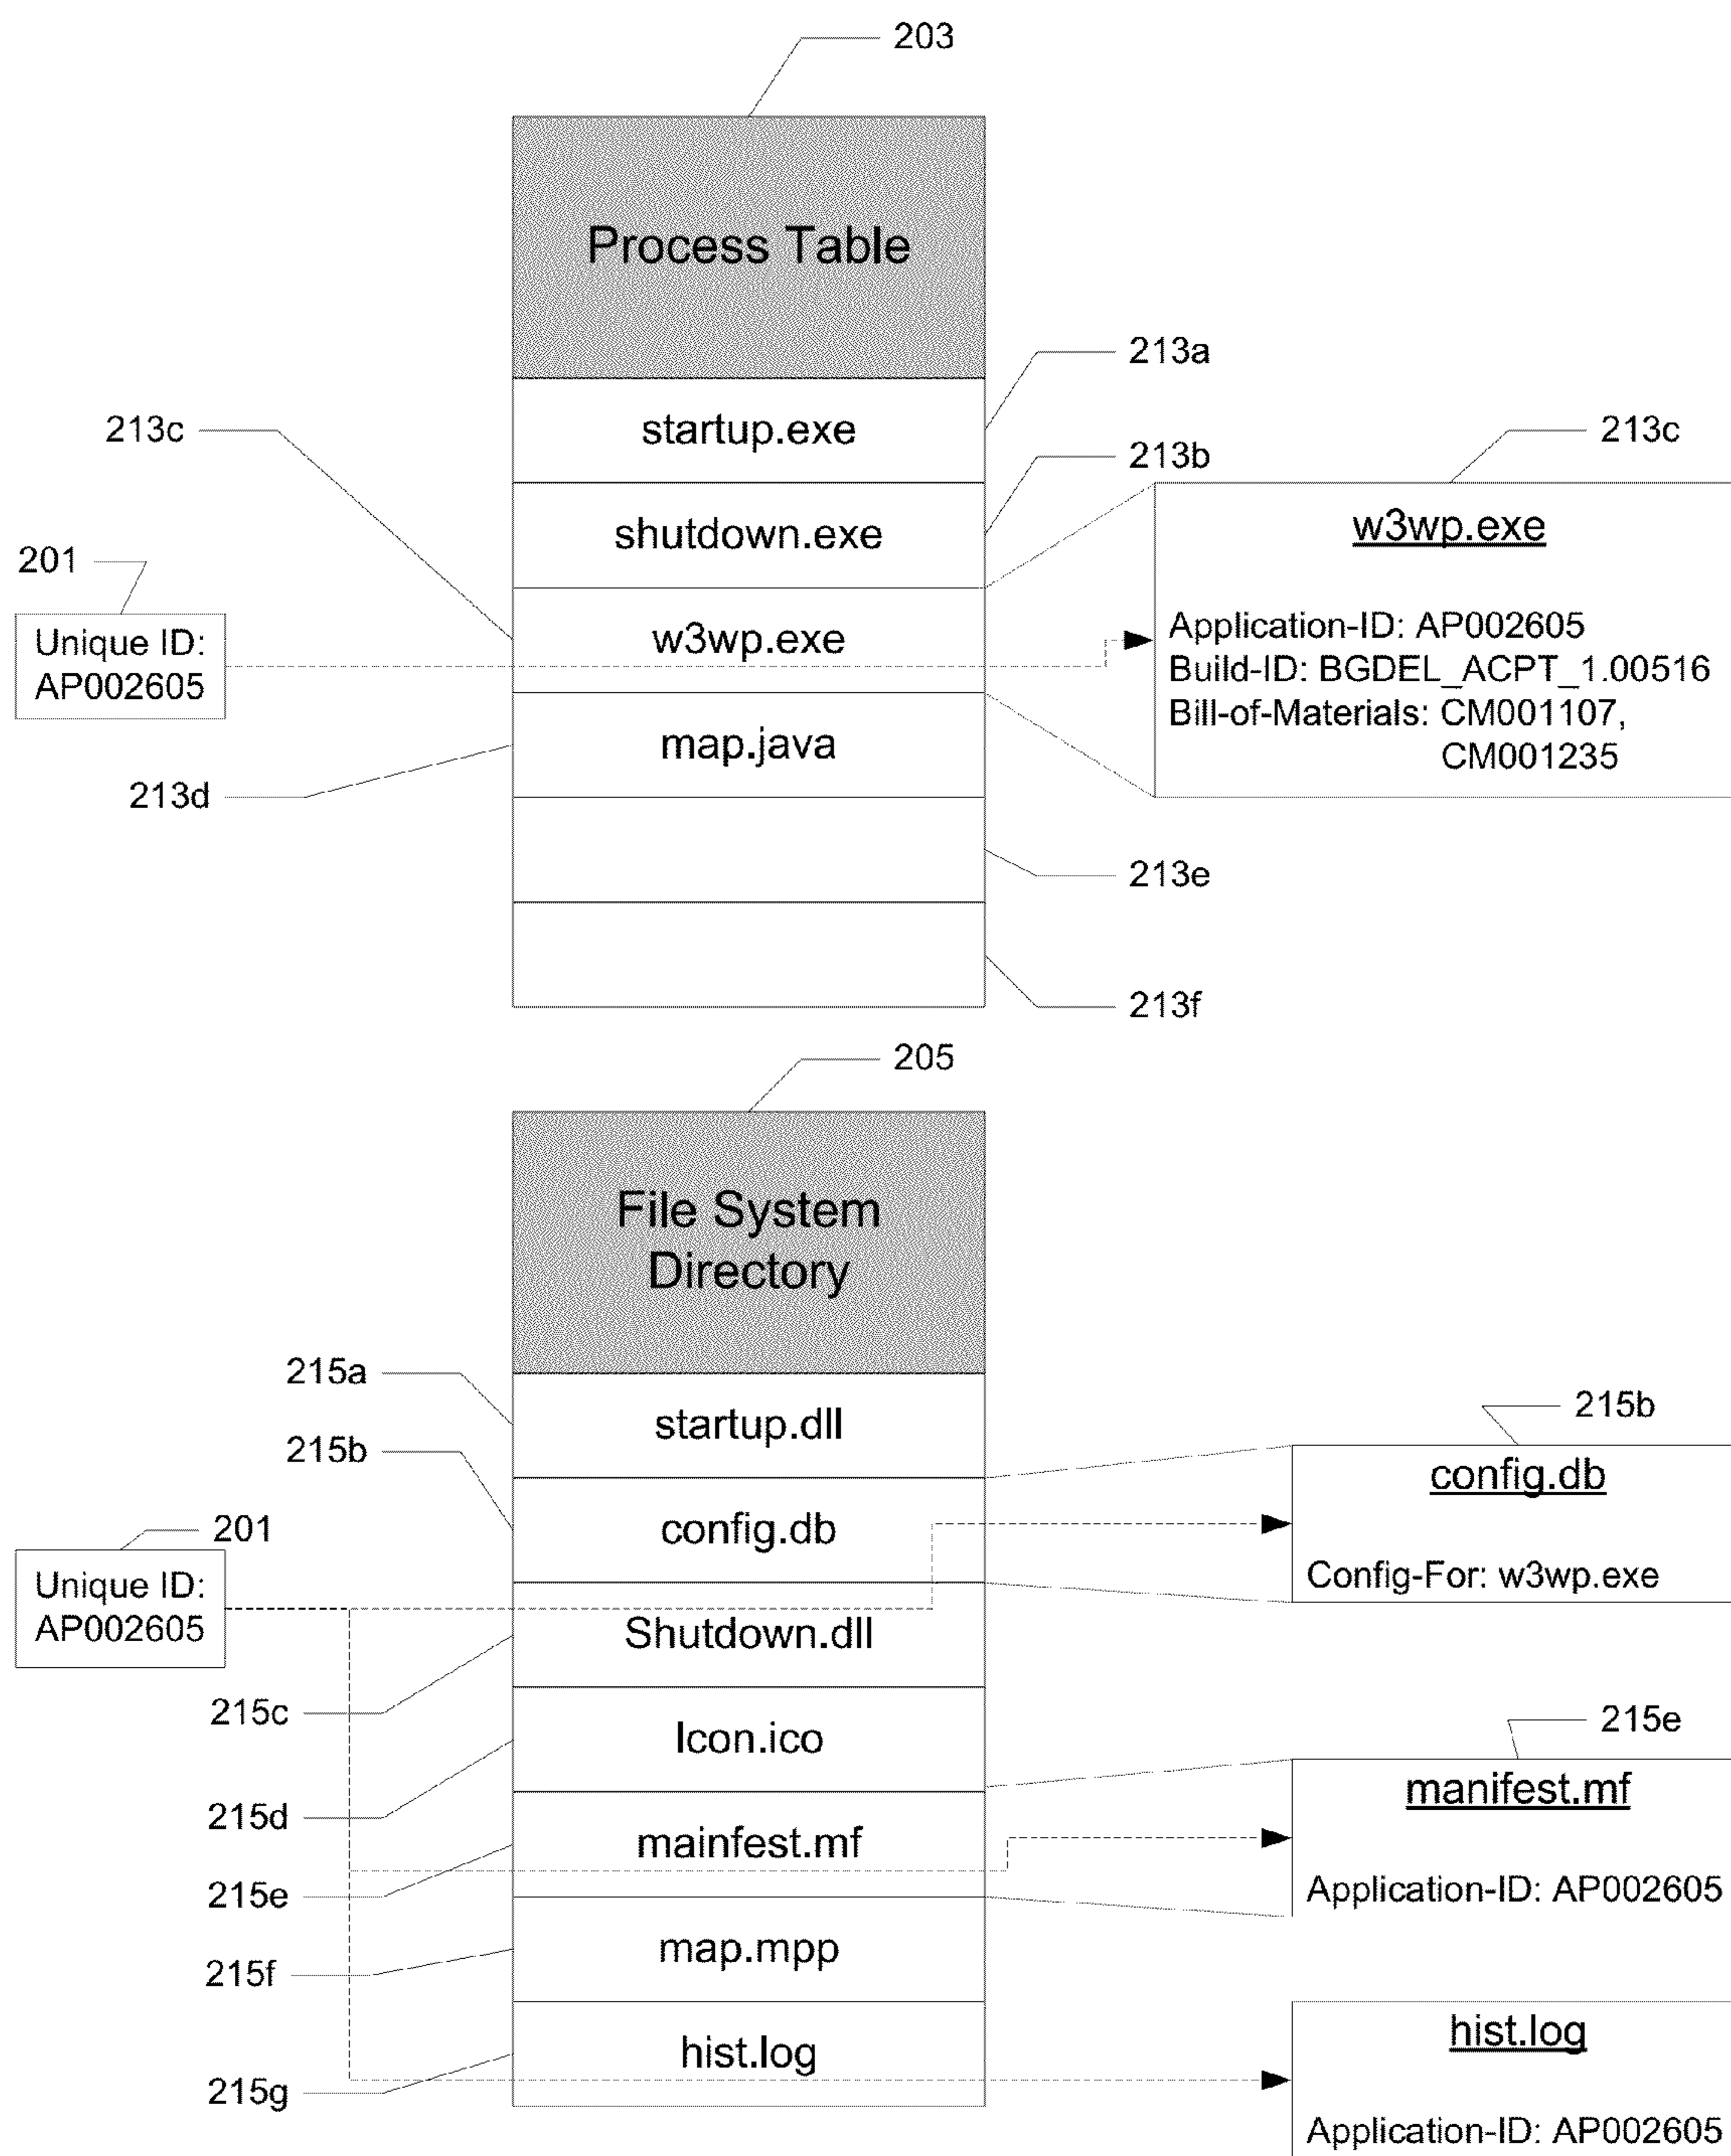 203
Process Table
213a
startup.exe
213c
213b
213c
shutdown.exe
w3wp.exe
201
Unique ID:
AP002605
w3wp.exe
Application-ID: AP002605
Build-ID: BGDEL_ACPT_1.00516
Bill-of-Materials: CM001107,
CM001235
map.java
213d
213e
213f
205
File System
Directory
215a
startup.dll
215b
215b
config.db
config.db
Config-For: w3wp.exe
201
Unique ID:
AP002605
Shutdown.dll
215c
Icon.ico
215e
manifest.mf
215d
mainfest.mf
Application-ID: AP002605
215e
map.mpp
215f
hist.log
hist.log
215g
Application-ID: AP002605